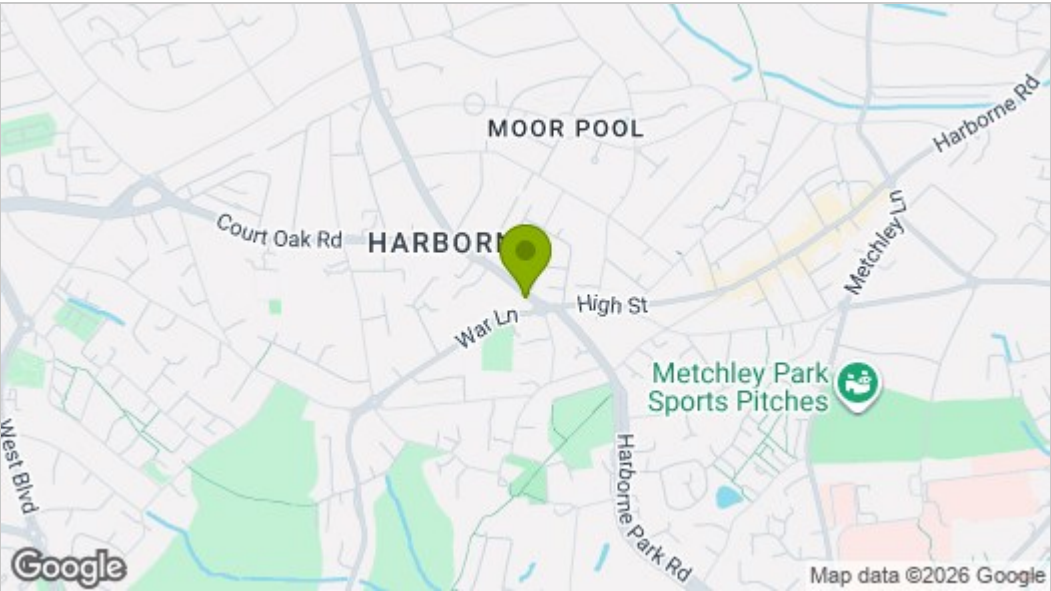 MOOR POOL
Harborne Rd
Court Oak Rd
HARBORN
Metchley Ln
High St
War Ln
Metchley Park
Sports Pitches
West Blvd
Harborne Park Rd
Google
Map data ©2026 Google